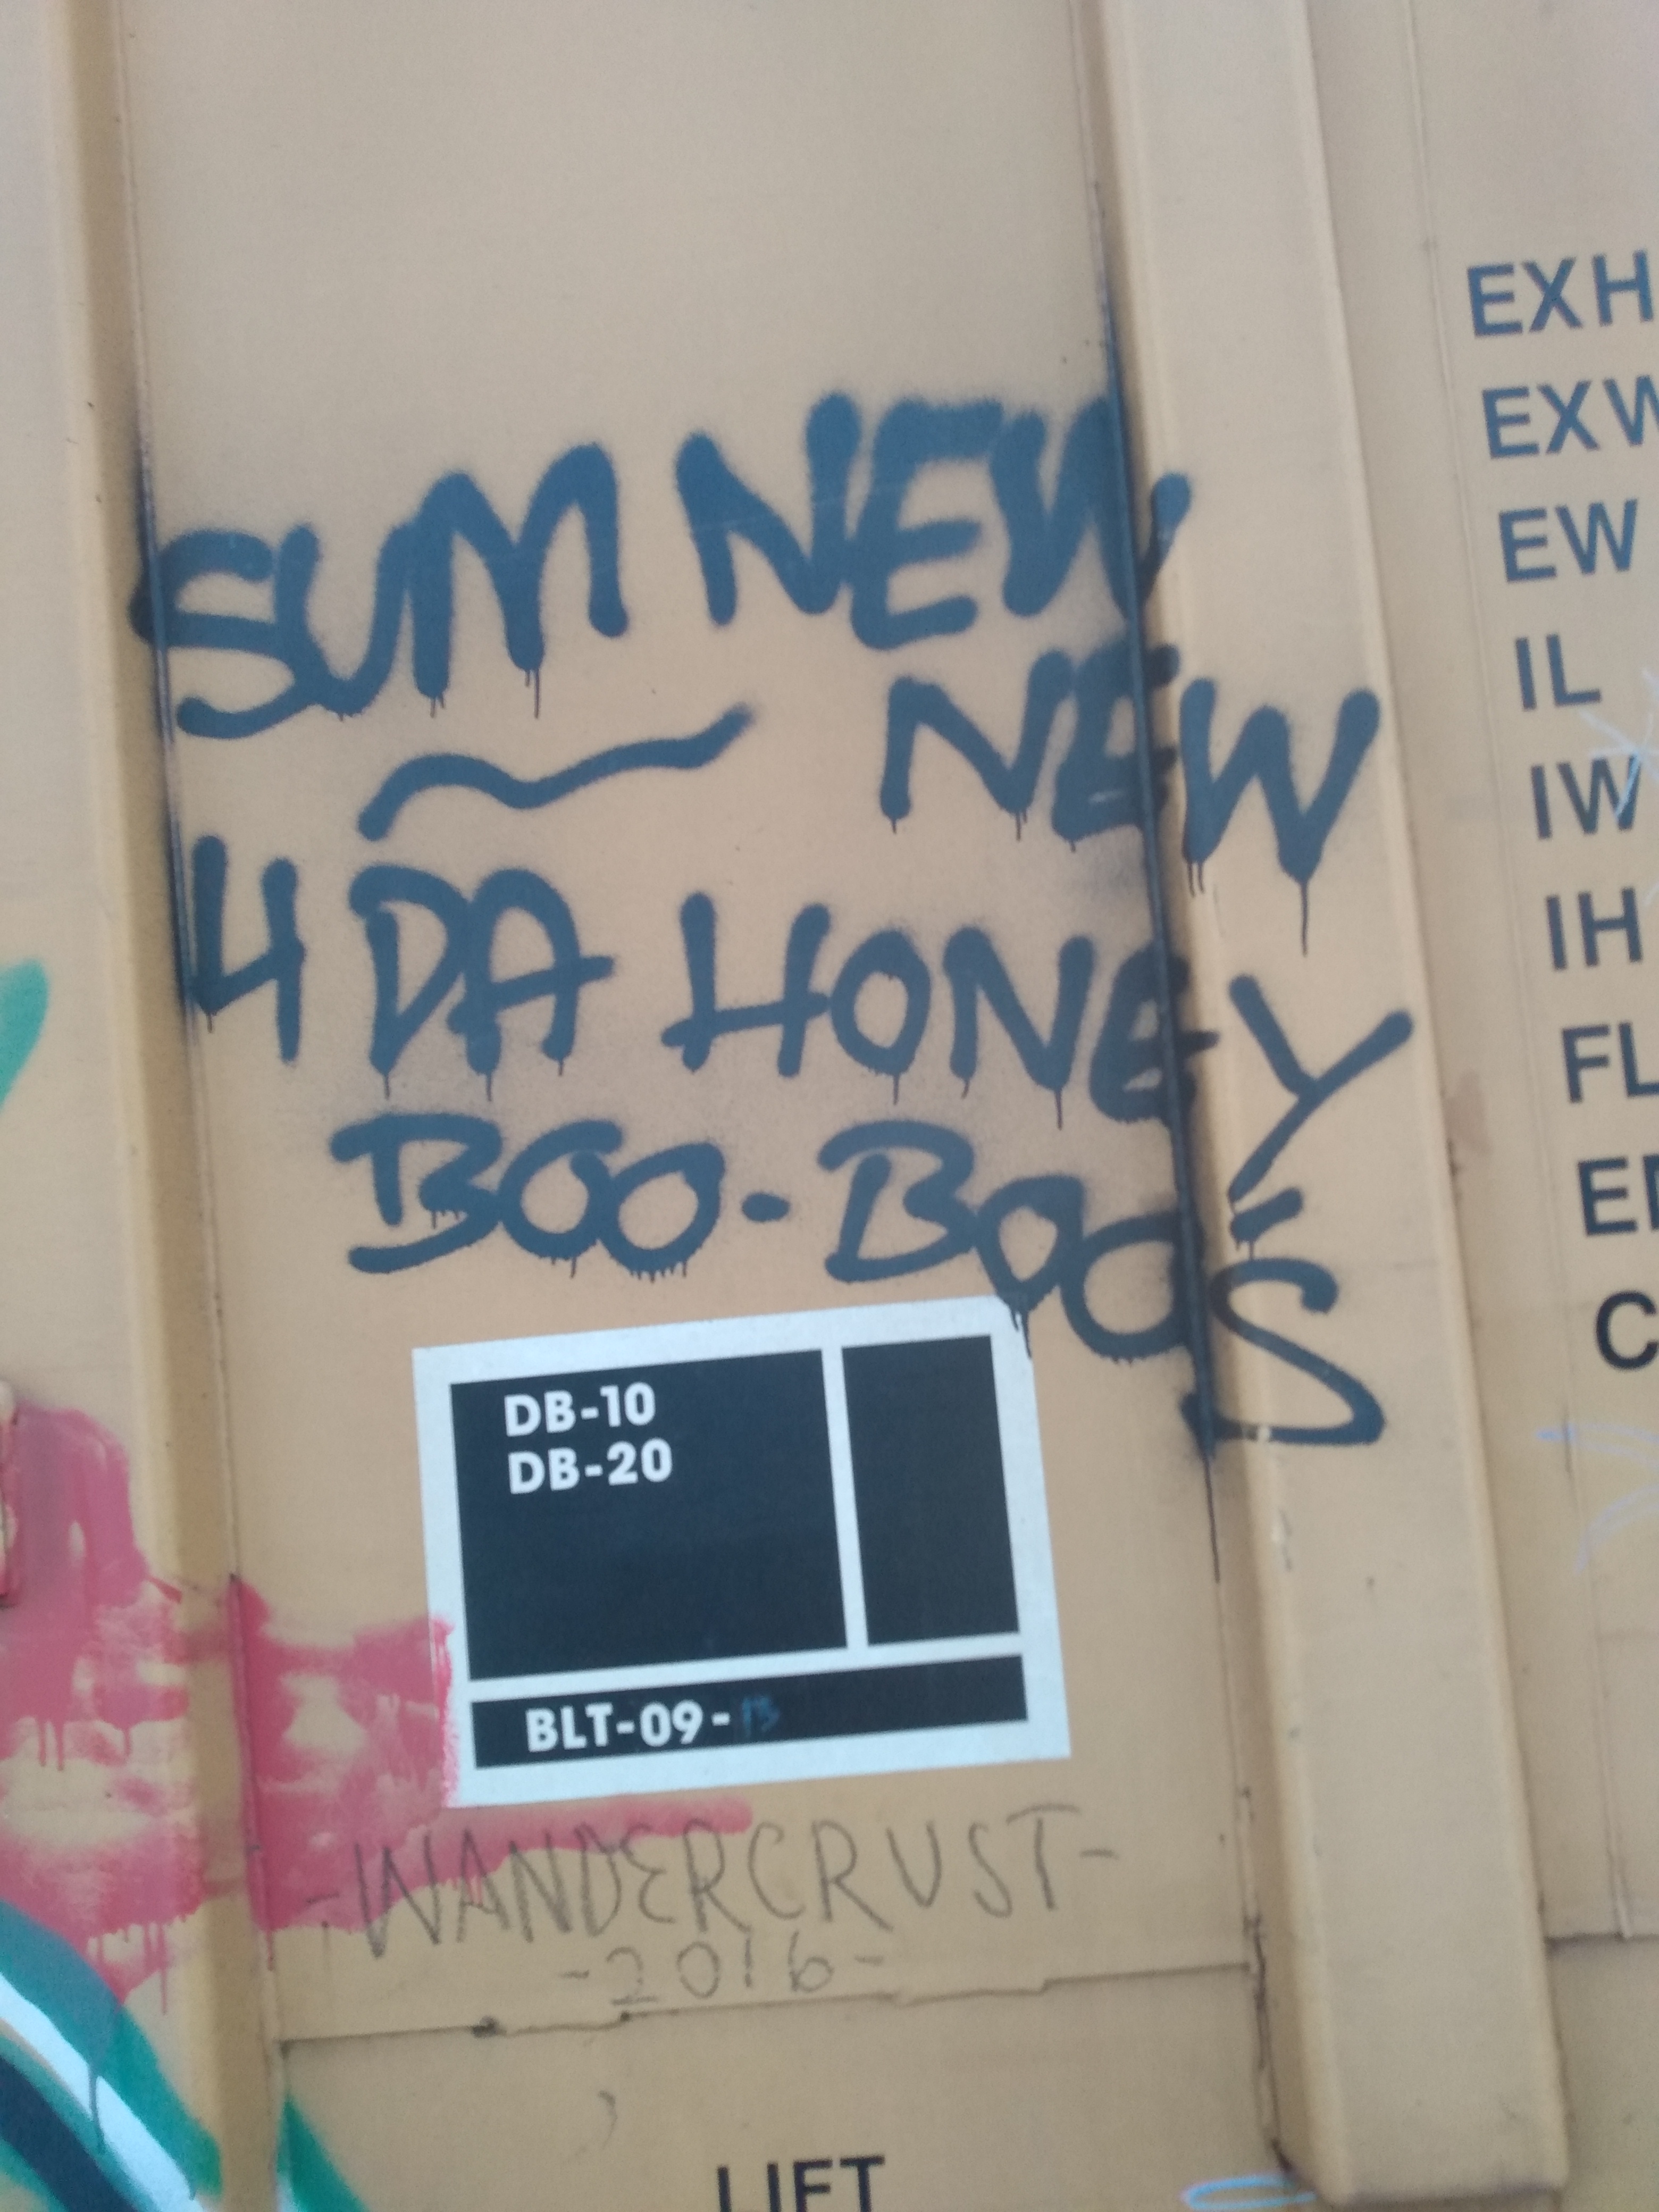 SUM NEW
NEW
4 DA HONEY
BOO-BOO'S
DB-10
DB-20
BLT-09-13
-WANDERCRUST-
-2016-
LIFT
EXH
EXW
EW
IL
IW
IH
FL